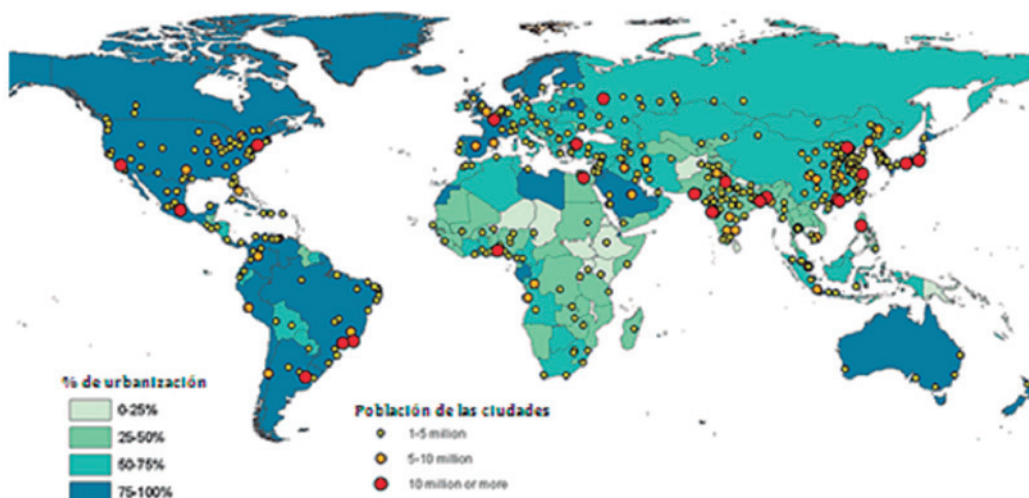 % de urbanización
0-25%
25-50%
50-75%
75-100%
Población de las ciudades
1-5 million
5-10 million
10 million or more